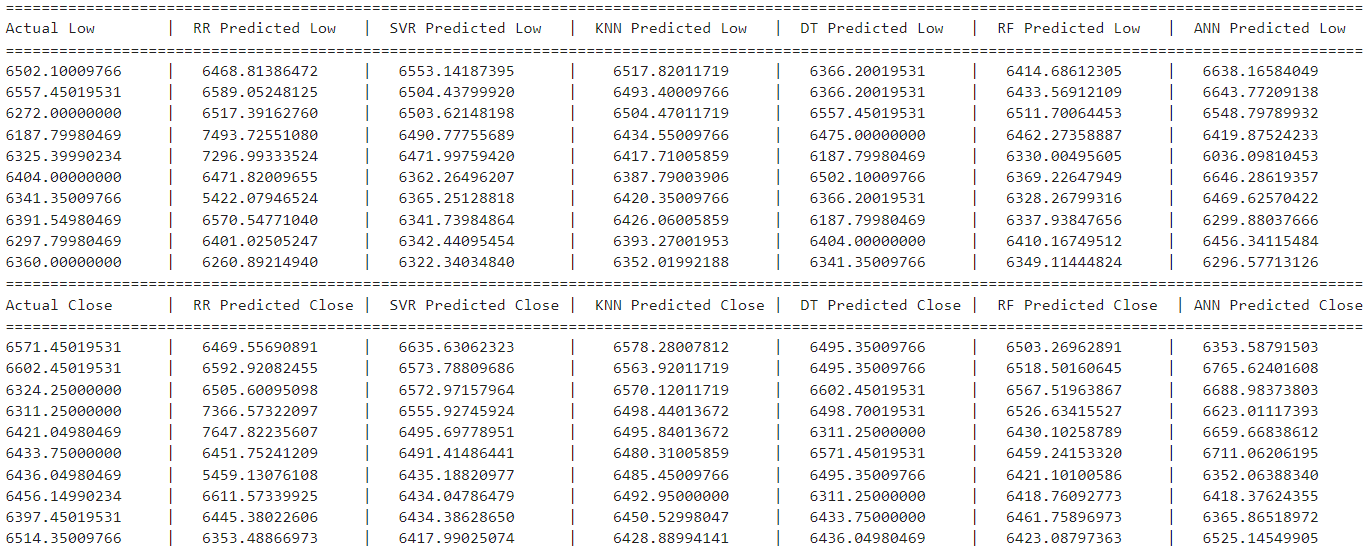 Actual Low | RR Predicted Low | SVR Predicted Low | KNN Predicted Low | DT Predicted Low | RF Predicted Low | ANN Predicted Low
6502.10009766 | 6468.81386472 | 6553.14187395 | 6517.82011719 | 6366.20019531 | 6414.68612305 | 6638.16584049
6557.45019531 | 6589.05248125 | 6504.43799920 | 6493.40009766 | 6366.20019531 | 6433.56912109 | 6643.77209138
6272.00000000 | 6517.39162760 | 6503.62148198 | 6504.47011719 | 6557.45019531 | 6511.70064453 | 6548.79789932
6187.79980469 | 7493.72551080 | 6490.77755689 | 6434.55009766 | 6475.00000000 | 6462.27358887 | 6419.87524233
6325.39990234 | 7296.99333524 | 6471.99759420 | 6417.71005859 | 6187.79980469 | 6330.00495605 | 6036.09810453
6404.00000000 | 6471.82009655 | 6362.26496207 | 6387.79003906 | 6502.10009766 | 6369.22647949 | 6646.28619357
6341.35009766 | 5422.07946524 | 6365.25128818 | 6420.35009766 | 6366.20019531 | 6328.26799316 | 6469.62570422
6391.54980469 | 6570.54771040 | 6341.73984864 | 6426.06005859 | 6187.79980469 | 6337.93847656 | 6299.88037666
6297.79980469 | 6401.02505247 | 6342.44095454 | 6393.27001953 | 6404.00000000 | 6410.16749512 | 6456.34115484
6360.00000000 | 6260.89214940 | 6322.34034840 | 6352.01992188 | 6341.35009766 | 6349.11444824 | 6296.57713126
Actual Close | RR Predicted Close | SVR Predicted Close | KNN Predicted Close | DT Predicted Close | RF Predicted Close | ANN Predicted Close
6571.45019531 | 6469.55690891 | 6635.63062323 | 6578.28007812 | 6495.35009766 | 6503.26962891 | 6353.58791503
6602.45019531 | 6592.92082455 | 6573.78809686 | 6563.92011719 | 6495.35009766 | 6518.50160645 | 6765.62401608
6324.25000000 | 6505.60095098 | 6572.97157964 | 6570.12011719 | 6602.45019531 | 6567.51963867 | 6688.98373803
6311.25000000 | 7366.57322097 | 6555.92745924 | 6498.44013672 | 6498.70019531 | 6526.63415527 | 6623.01117393
6421.04980469 | 7647.82235607 | 6495.69778951 | 6495.84013672 | 6311.25000000 | 6430.10258789 | 6659.66838612
6433.75000000 | 6451.75241209 | 6491.41486441 | 6480.31005859 | 6571.45019531 | 6459.24153320 | 6711.06206195
6436.04980469 | 5459.13076108 | 6435.18820977 | 6485.45009766 | 6495.35009766 | 6421.10100586 | 6352.06388340
6456.14990234 | 6611.57339925 | 6434.04786479 | 6492.95000000 | 6311.25000000 | 6418.76092773 | 6418.37624355
6397.45019531 | 6445.38022606 | 6434.38628650 | 6450.52998047 | 6433.75000000 | 6461.75896973 | 6365.86518972
6514.35009766 | 6353.48866973 | 6417.99025074 | 6428.88994141 | 6436.04980469 | 6423.08797363 | 6525.14549905